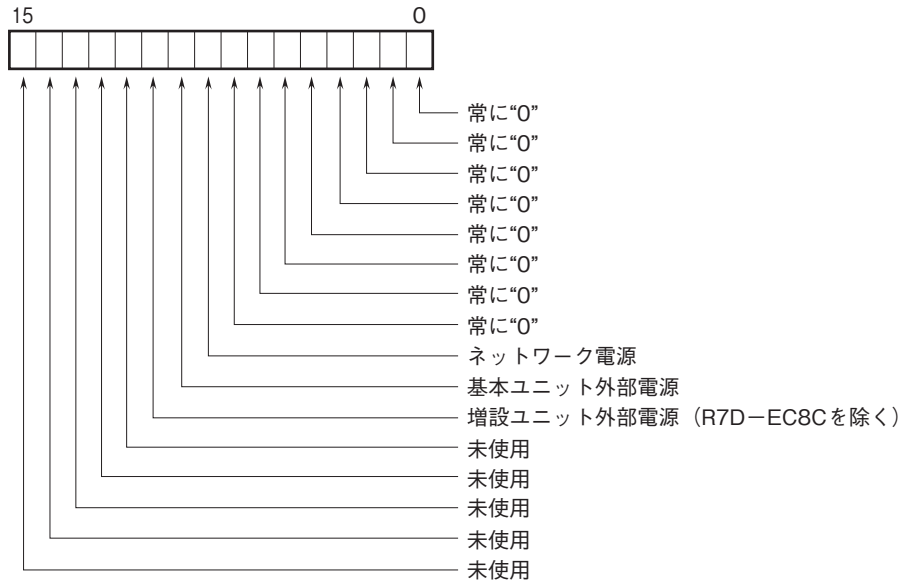 15 0
常に“0”
常に“0”
常に“0”
常に“0”
常に“0”
常に“0”
常に“0”
常に“0”
ネットワーク電源
基本ユニット外部電源
増設ユニット外部電源（R7D－EC8Cを除く）
未使用
未使用
未使用
未使用
未使用